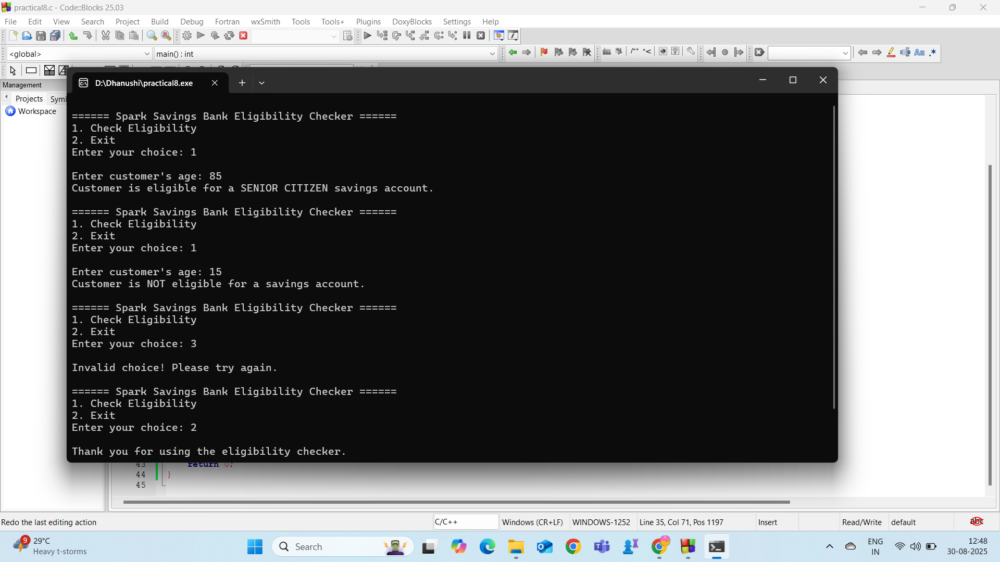 practical8.c - Code::Blocks 25.03
File Edit View Search Project Build Debug Fortran wxSmith Tools Tools+ Plugins DoxyBlocks Settings Help
<global> main() : int
Management
Projects Sym
Workspace
D:\Dhanushi\practical8.exe
====== Spark Savings Bank Eligibility Checker ======
1. Check Eligibility
2. Exit
Enter your choice: 1
Enter customer's age: 85
Customer is eligible for a SENIOR CITIZEN savings account.
====== Spark Savings Bank Eligibility Checker ======
1. Check Eligibility
2. Exit
Enter your choice: 1
Enter customer's age: 15
Customer is NOT eligible for a savings account.
====== Spark Savings Bank Eligibility Checker ======
1. Check Eligibility
2. Exit
Enter your choice: 3
Invalid choice! Please try again.
====== Spark Savings Bank Eligibility Checker ======
1. Check Eligibility
2. Exit
Enter your choice: 2
Thank you for using the eligibility checker.
43 return 0;
44 }
45
Redo the last editing action C/C++ Windows (CR+LF) WINDOWS-1252 Line 35, Col 71, Pos 1197 Insert Read/Write default abc
9 29°C
Heavy t-storms
Search
ENG
IN
12:48
30-08-2025